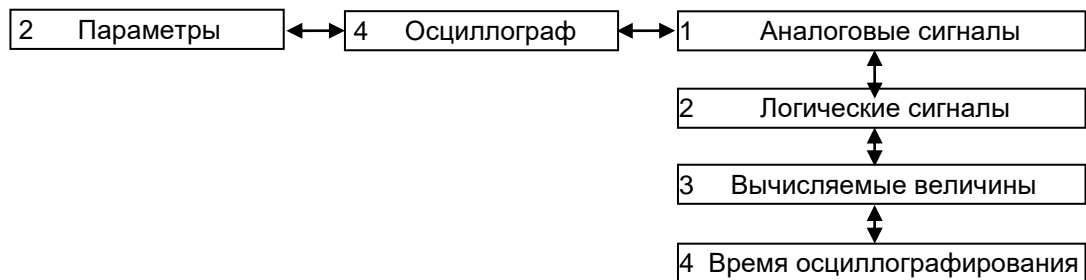 2 Параметры
4 Осциллограф
1 Аналоговые сигналы
2 Логические сигналы
3 Вычисляемые величины
4 Время осциллографирования